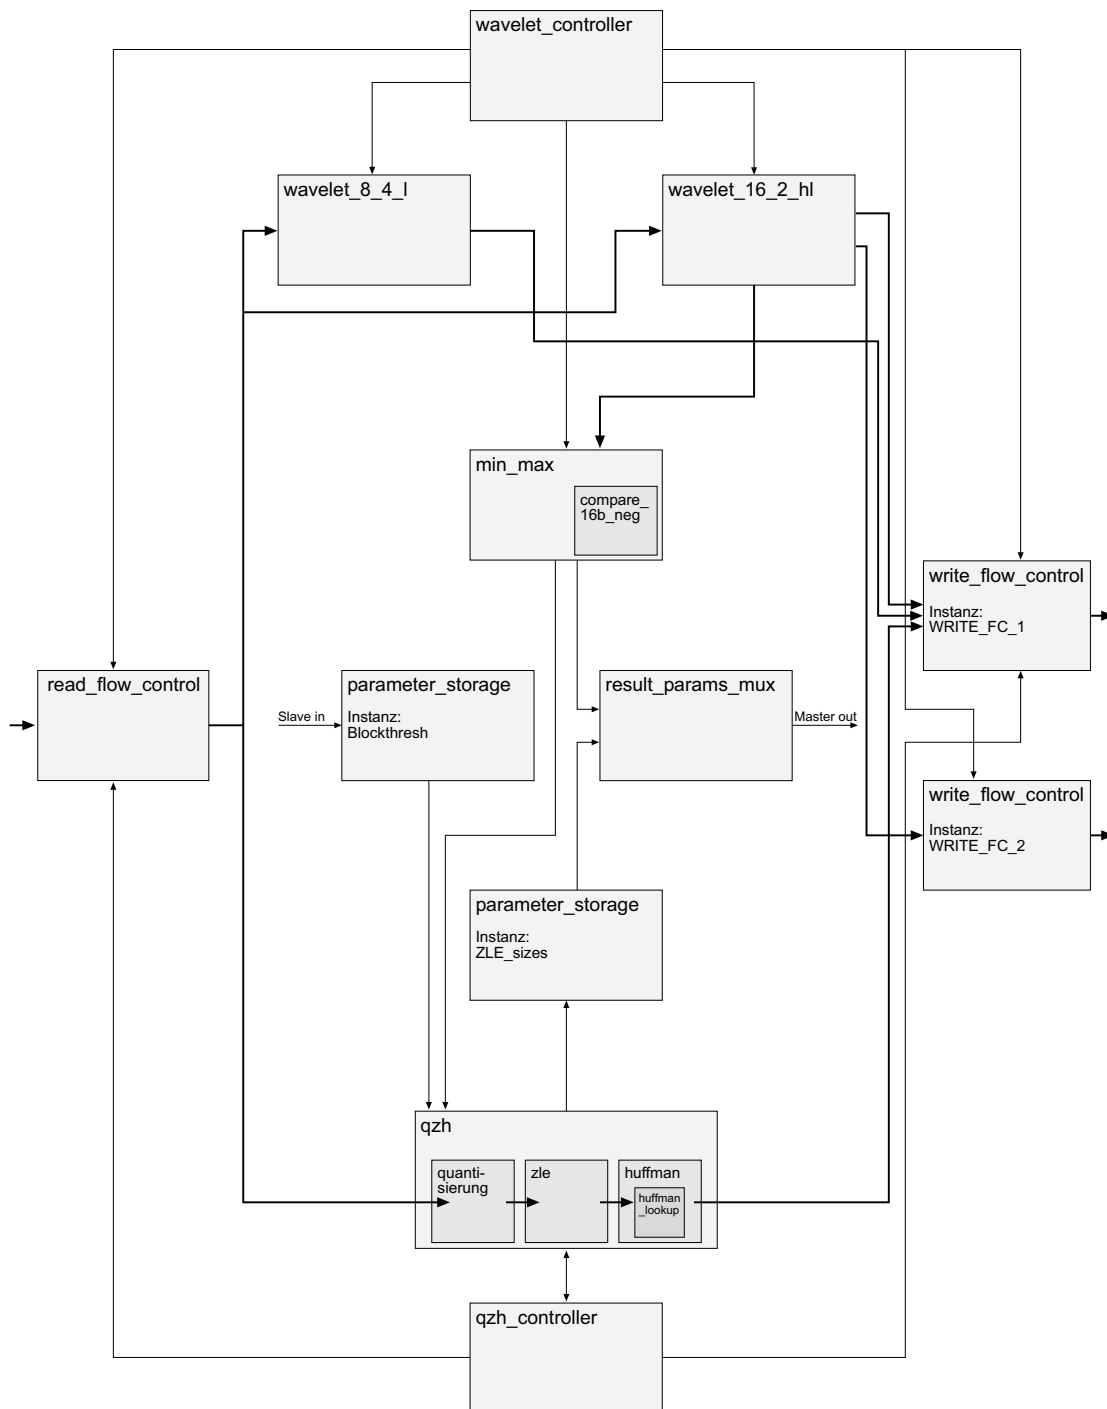 wavelet_controller
wavelet_8_4_l
wavelet_16_2_hl
min_max
compare_
16b_neg
write_flow_control
Instanz:
WRITE_FC_1
read_flow_control
parameter_storage
Instanz:
Blockthresh
Slave in
result_params_mux
Master out
write_flow_control
Instanz:
WRITE_FC_2
parameter_storage
Instanz:
ZLE_sizes
qzh
quanti-
sierung
zle
huffman
huffman
_lookup
qzh_controller